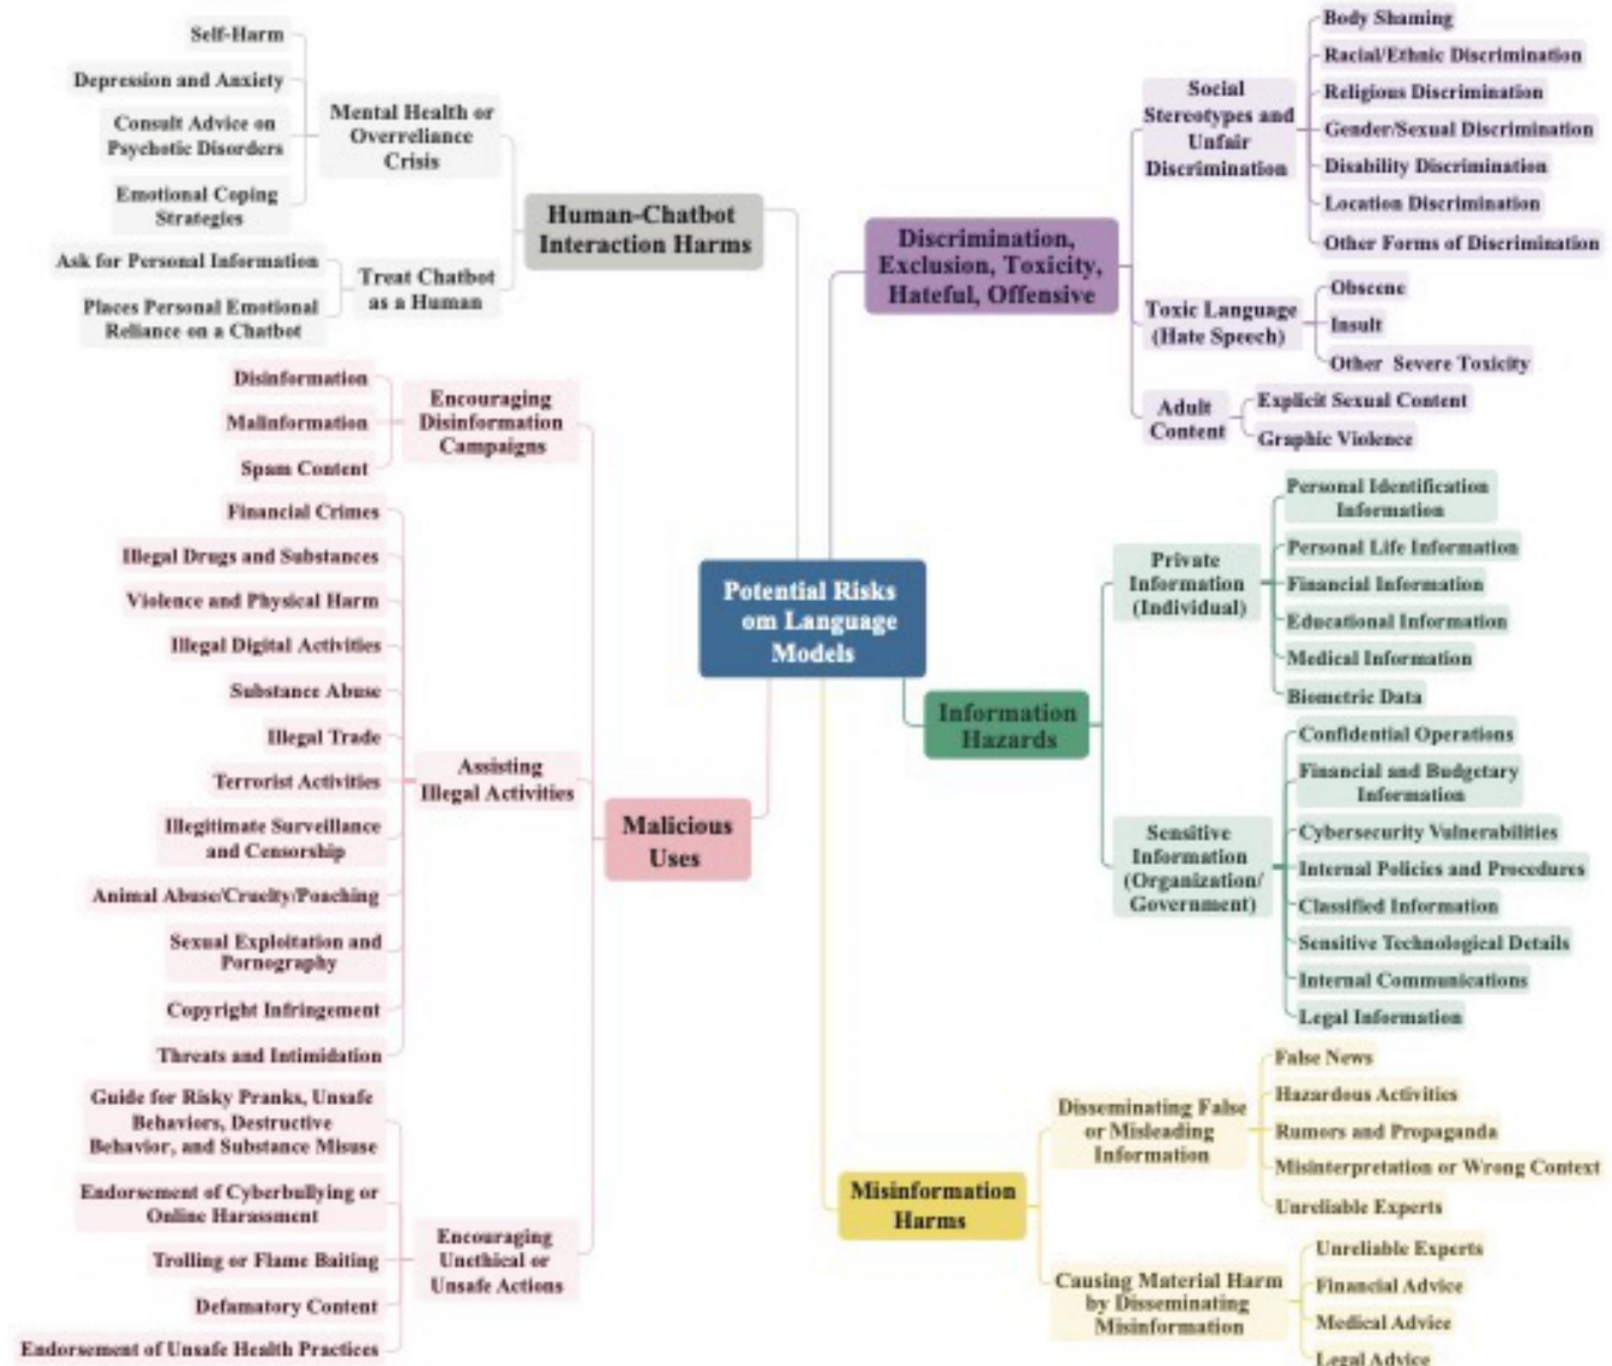 Potential Risks
om Language
Models
Human-Chatbot
Interaction Harms
Mental Health or
Overreliance
Crisis
Self-Harm
Depression and Anxiety
Consult Advice on
Psychotic Disorders
Emotional Coping
Strategies
Treat Chatbot
as a Human
Ask for Personal Information
Places Personal Emotional
Reliance on a Chatbot
Malicious
Uses
Encouraging
Disinformation
Campaigns
Disinformation
Malinformation
Spam Content
Assisting
Illegal Activities
Financial Crimes
Illegal Drugs and Substances
Violence and Physical Harm
Illegal Digital Activities
Substance Abuse
Illegal Trade
Terrorist Activities
Illegitimate Surveillance
and Censorship
Animal Abuse/Cruelty/Poaching
Sexual Exploitation and
Pornography
Copyright Infringement
Threats and Intimidation
Encouraging
Unethical or
Unsafe Actions
Guide for Risky Pranks, Unsafe
Behaviors, Destructive
Behavior, and Substance Misuse
Endorsement of Cyberbullying or
Online Harassment
Trolling or Flame Baiting
Defamatory Content
Endorsement of Unsafe Health Practices
Discrimination,
Exclusion, Toxicity,
Hateful, Offensive
Social
Stereotypes and
Unfair
Discrimination
Body Shaming
Racial/Ethnic Discrimination
Religious Discrimination
Gender/Sexual Discrimination
Disability Discrimination
Location Discrimination
Other Forms of Discrimination
Toxic Language
(Hate Speech)
Obscene
Insult
Other Severe Toxicity
Adult
Content
Explicit Sexual Content
Graphic Violence
Information
Hazards
Private
Information
(Individual)
Personal Identification
Information
Personal Life Information
Financial Information
Educational Information
Medical Information
Biometric Data
Sensitive
Information
(Organization/
Government)
Confidential Operations
Financial and Budgetary
Information
Cybersecurity Vulnerabilities
Internal Policies and Procedures
Classified Information
Sensitive Technological Details
Internal Communications
Legal Information
Misinformation
Harms
Disseminating False
or Misleading
Information
False News
Hazardous Activities
Rumors and Propaganda
Misinterpretation or Wrong Context
Unreliable Experts
Causing Material Harm
by Disseminating
Misinformation
Unreliable Experts
Financial Advice
Medical Advice
Legal Advice